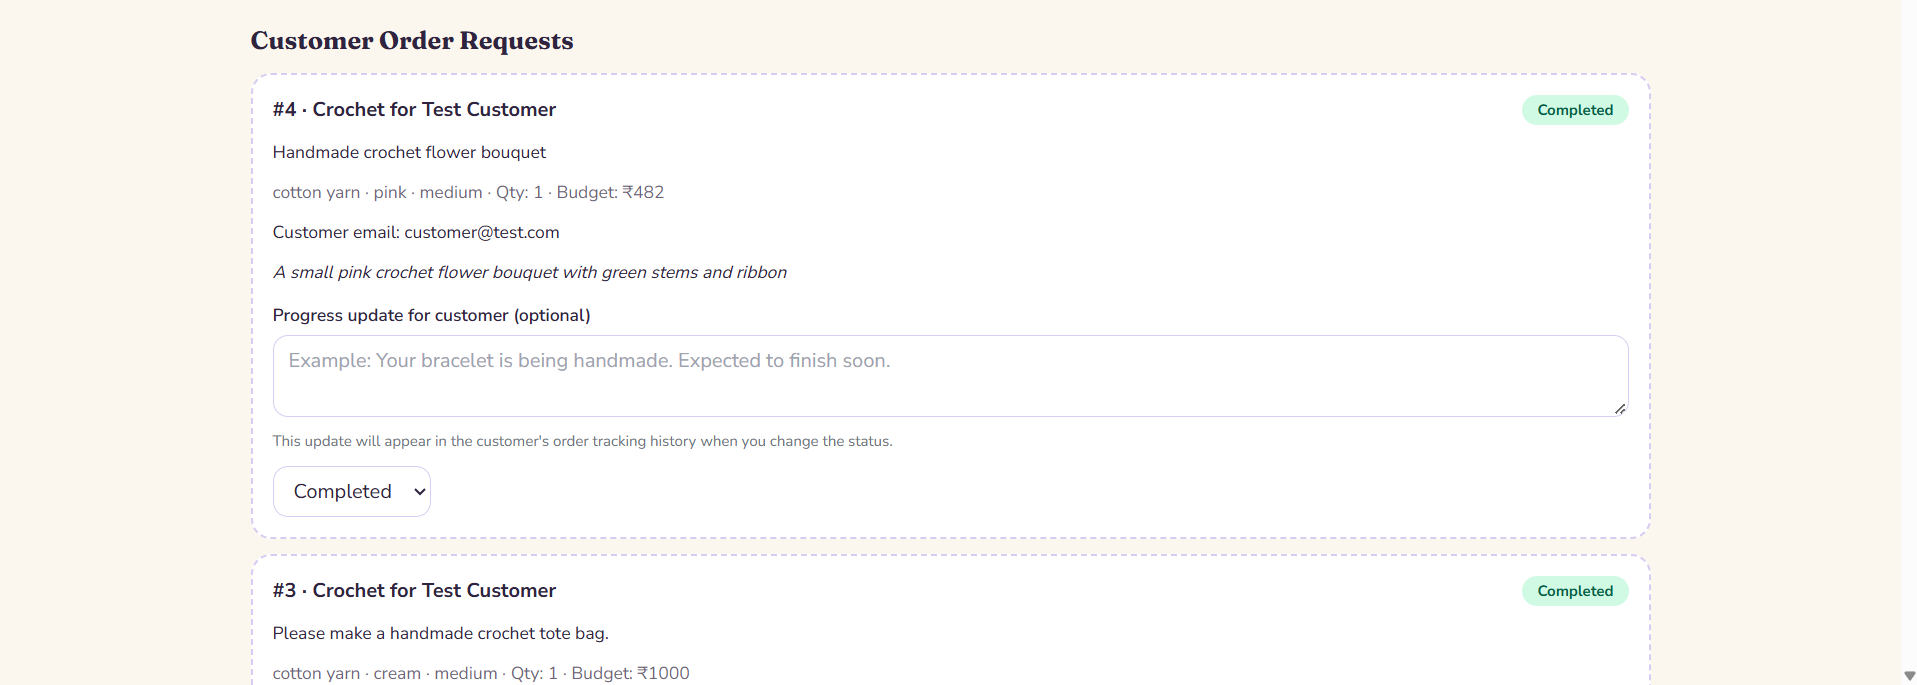 Customer Order Requests
#4 · Crochet for Test Customer
Completed
Handmade crochet flower bouquet
cotton yarn · pink · medium · Qty: 1 · Budget: ₹482
Customer email: customer@test.com
A small pink crochet flower bouquet with green stems and ribbon
Progress update for customer (optional)
Example: Your bracelet is being handmade. Expected to finish soon.
This update will appear in the customer's order tracking history when you change the status.
Completed
#3 · Crochet for Test Customer
Completed
Please make a handmade crochet tote bag.
cotton yarn · cream · medium · Qty: 1 · Budget: ₹1000